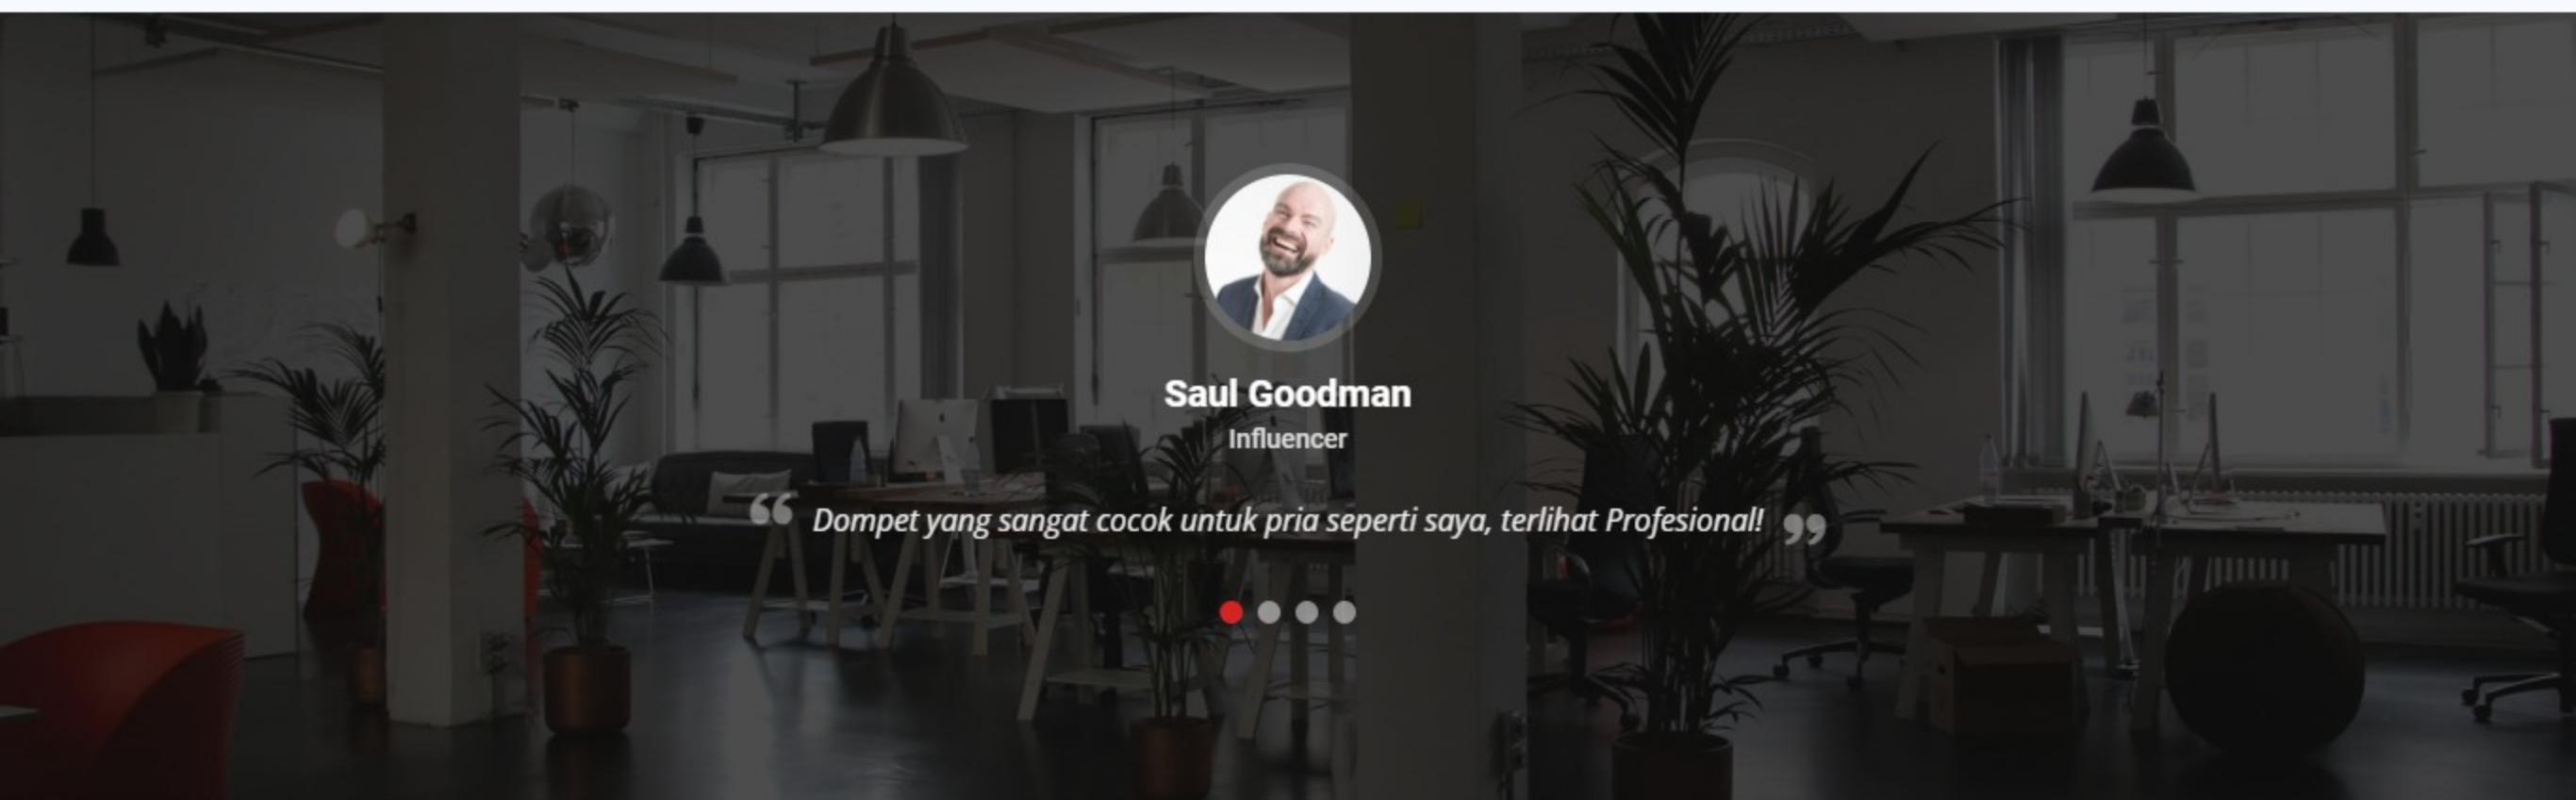 Saul Goodman
Influencer
“ Dompet yang sangat cocok untuk pria seperti saya, terlihat Profesional! ”